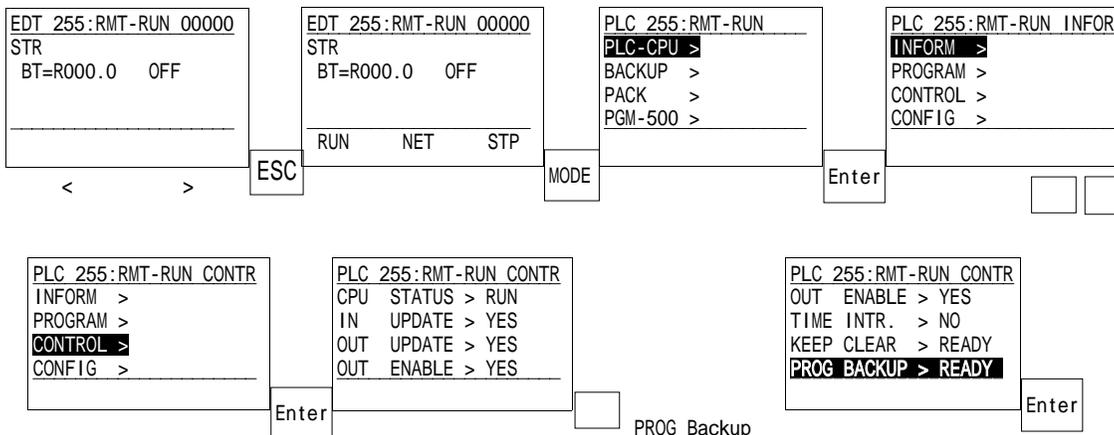 EDT 255:RMT-RUN 00000
STR
BT=R000.0 OFF
< >
ESC
EDT 255:RMT-RUN 00000
STR
BT=R000.0 OFF
RUN NET STP
MODE
PLC 255:RMT-RUN
PLC-CPU >
BACKUP >
PACK >
PGM-500 >
Enter
PLC 255:RMT-RUN INFOR
INFORM >
PROGRAM >
CONTROL >
CONFIG >
PLC 255:RMT-RUN CONTR
INFORM >
PROGRAM >
CONTROL >
CONFIG >
Enter
PLC 255:RMT-RUN CONTR
CPU STATUS > RUN
IN UPDATE > YES
OUT UPDATE > YES
OUT ENABLE > YES
PROG Backup
PLC 255:RMT-RUN CONTR
OUT ENABLE > YES
TIME INTR. > NO
KEEP CLEAR > READY
PROG BACKUP > READY
Enter